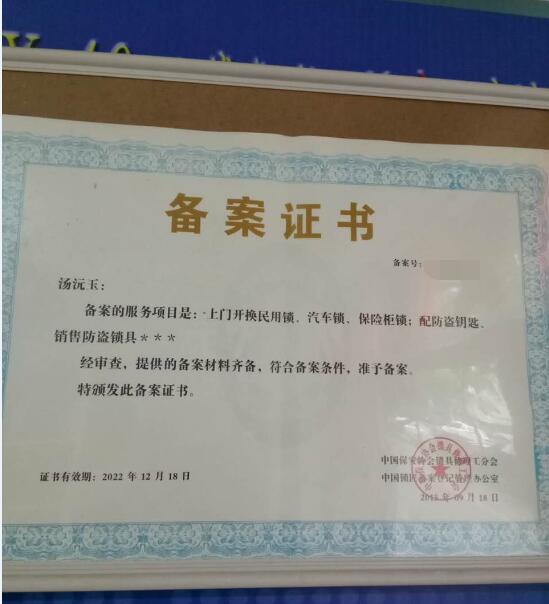 备案证书
备案号:
汤沅玉:
备案的服务项目是: 上门开换民用锁、汽车锁、保险柜锁; 配防盗钥匙、
销售防盗锁具***
经审查, 提供的备案材料齐备, 符合备案条件, 准予备案。
特颁发此备案证书。
中国保安协会锁具修理工分会
证书有效期: 2022 年 12 月 18 日
中国锁匠备案登记管理办公室
09 月 18 日